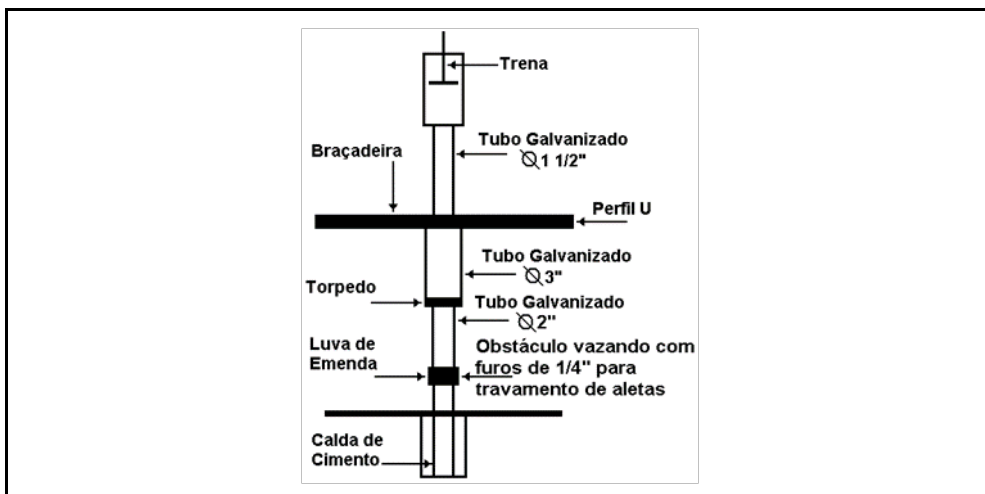 Trena
Tubo Galvanizado
Ø1 1/2"
Braçadeira
Perfil U
Tubo Galvanizado
Ø3"
Torpedo
Tubo Galvanizado
Ø2"
Luva de
Emenda
Obstáculo vazando com
furos de 1/4" para
travamento de aletas
Calda de
Cimento